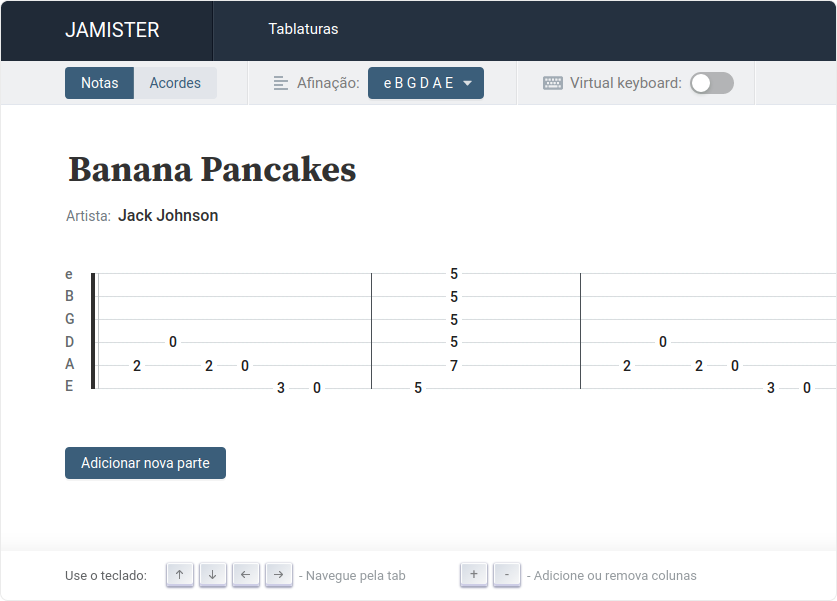 JAMISTER
Tablaturas
Notas Acordes Afinação: e B G D A E Virtual keyboard:
Banana Pancakes
Artista: Jack Johnson
e 5
B 5
G 5
D 0 5 0
A 2 2 0 7 2 2 0
E 3 0 5 3 0
Adicionar nova parte
Use o teclado: ↑ ↓ ← → - Navegue pela tab + - - Adicione ou remova colunas